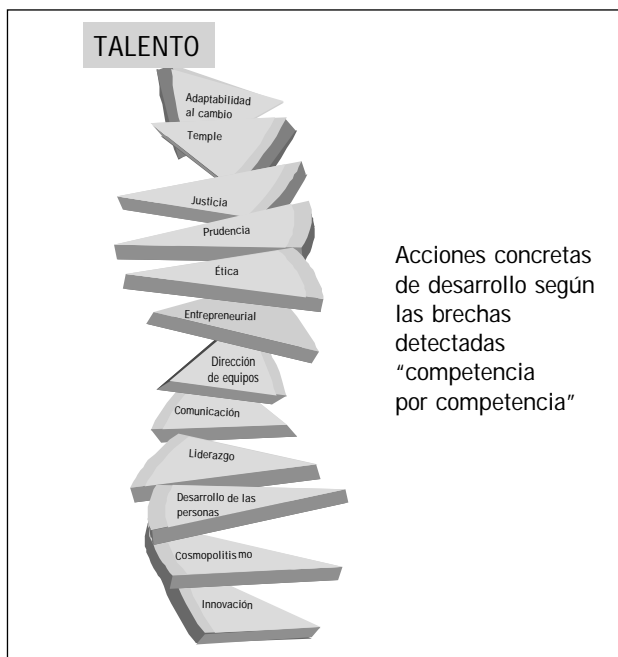 TALENTO
Adaptabilidad
al cambio
Temple
Justicia
Prudencia
Ética
Entrepreneurial
Dirección
de equipos
Comunicación
Liderazgo
Desarrollo de las
personas
Cosmopolitismo
Innovación
Acciones concretas
de desarrollo según
las brechas
detectadas
“competencia
por competencia”